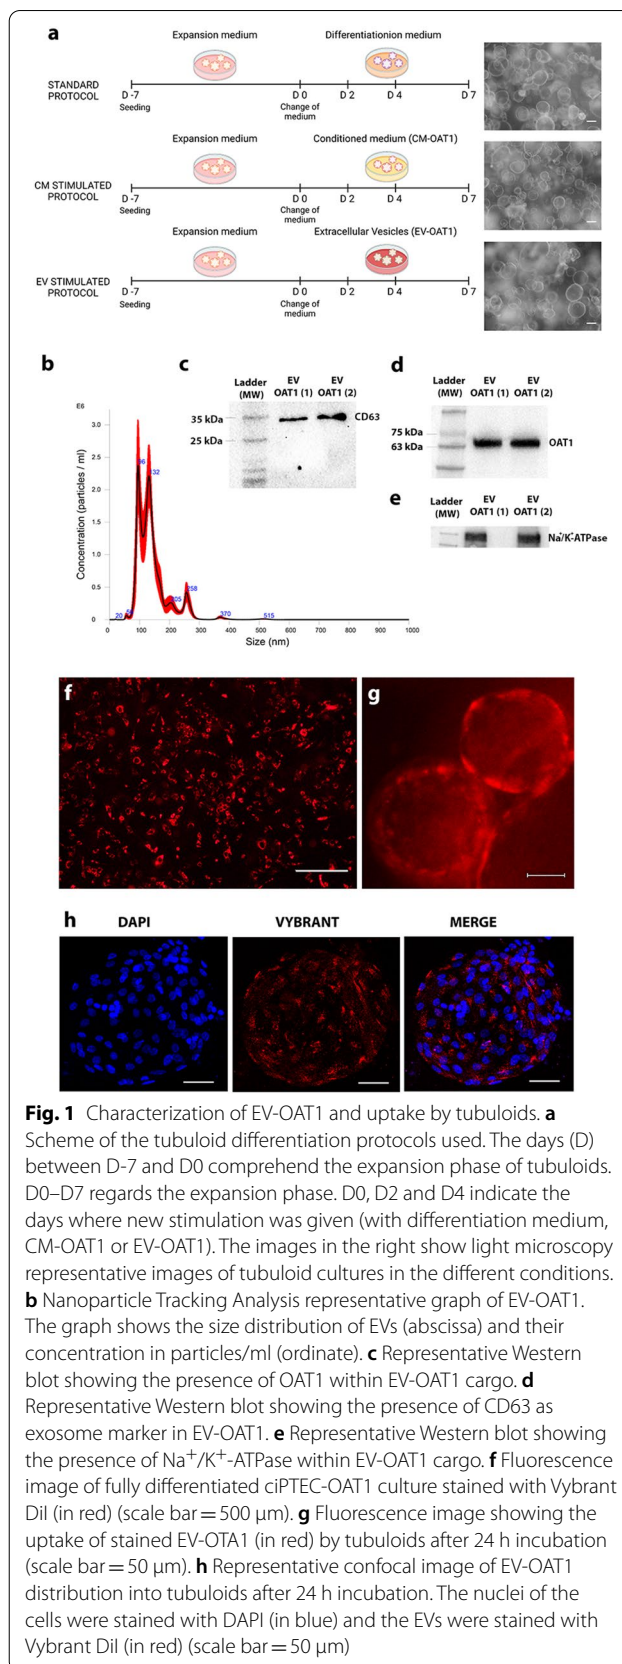 a
Expansion medium
Differentiationion medium
STANDARD
PROTOCOL
D -7
D 0
D 2
D 4
D 7
Seeding
Change of
medium
Expansion medium
Conditioned medium (CM-OAT1)
CM STIMULATED
PROTOCOL
D -7
D 0
D 2
D 4
D 7
Seeding
Change of
medium
Expansion medium
Extracellular Vesicles (EV-OAT1)
EV STIMULATED
PROTOCOL
D -7
D 0
D 2
D 4
D 7
Seeding
Change of
medium
b
E6
Concentration (particles / ml)
3.0
2.5
2.0
1.5
1.0
0.5
0
0 100 200 300 400 500 600 700 800 900 1000
Size (nm)
20
96
132
205
258
370
515
c
Ladder
(MW)
EV
OAT1 (1)
EV
OAT1 (2)
35 kDa
25 kDa
CD63
d
Ladder
(MW)
EV
OAT1 (1)
EV
OAT1 (2)
75 kDa
63 kDa
OAT1
e
Ladder
(MW)
EV
OAT1 (1)
EV
OAT1 (2)
Na⁺/K⁺-ATPase
f
g
h
DAPI
VYBRANT
MERGE
Fig. 1 Characterization of EV-OAT1 and uptake by tubuloids. a
Scheme of the tubuloid differentiation protocols used. The days (D)
between D-7 and D0 comprehend the expansion phase of tubuloids.
D0–D7 regards the expansion phase. D0, D2 and D4 indicate the
days where new stimulation was given (with differentiation medium,
CM-OAT1 or EV-OAT1). The images in the right show light microscopy
representative images of tubuloid cultures in the different conditions.
b Nanoparticle Tracking Analysis representative graph of EV-OAT1.
The graph shows the size distribution of EVs (abscissa) and their
concentration in particles/ml (ordinate). c Representative Western
blot showing the presence of OAT1 within EV-OAT1 cargo. d
Representative Western blot showing the presence of CD63 as
exosome marker in EV-OAT1. e Representative Western blot showing
the presence of Na⁺/K⁺-ATPase within EV-OAT1 cargo. f Fluorescence
image of fully differentiated ciPTEC-OAT1 culture stained with Vybrant
DiI (in red) (scale bar = 500 μm). g Fluorescence image showing the
uptake of stained EV-OTA1 (in red) by tubuloids after 24 h incubation
(scale bar = 50 μm). h Representative confocal image of EV-OAT1
distribution into tubuloids after 24 h incubation. The nuclei of the
cells were stained with DAPI (in blue) and the EVs were stained with
Vybrant DiI (in red) (scale bar = 50 μm)